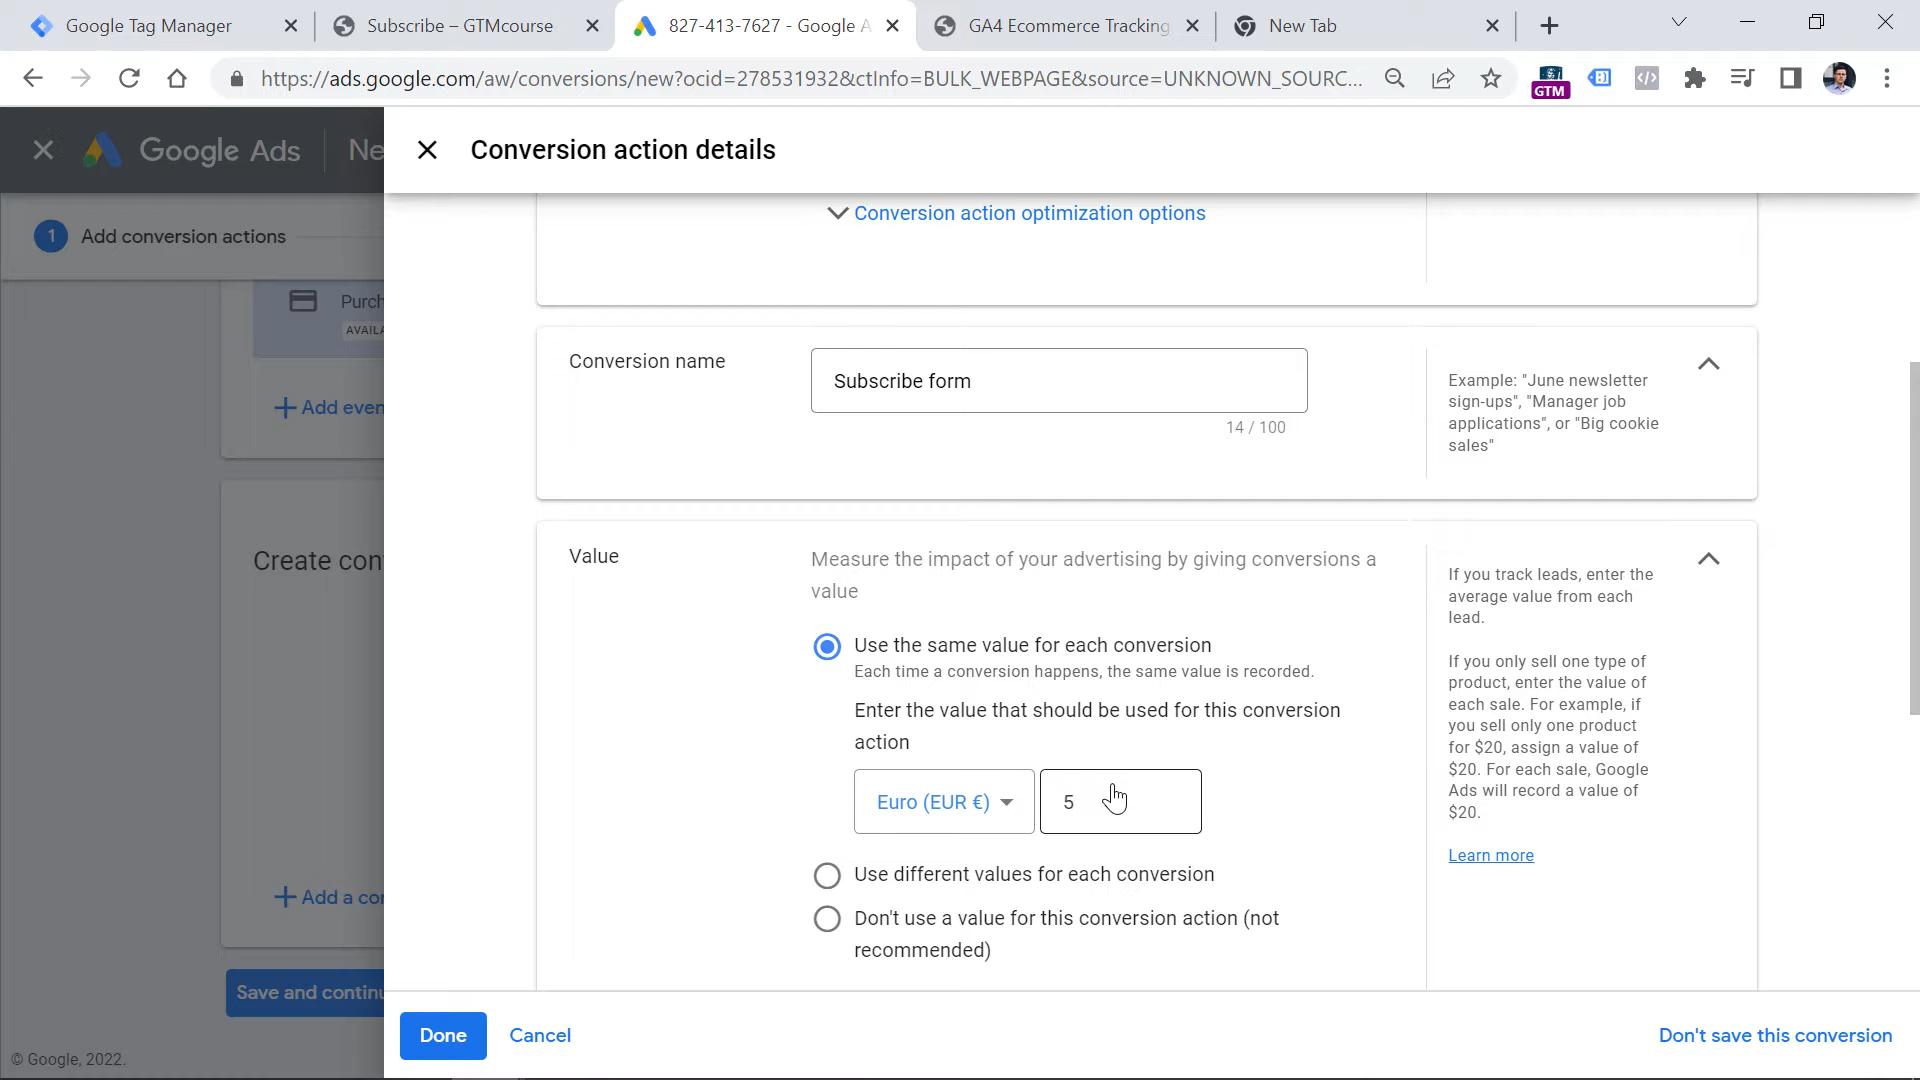 Google Tag Manager
Subscribe – GTMcourse
827-413-7627 - Google A
GA4 Ecommerce Tracking
New Tab
https://ads.google.com/aw/conversions/new?ocid=278531932&ctInfo=BULK_WEBPAGE&source=UNKNOWN_SOURC...
GTM
Google Ads
Ne
Conversion action details
1
Add conversion actions
Conversion action optimization options
Purch
AVAILA
Add even
Conversion name
Subscribe form
14 / 100
Example: "June newsletter
sign-ups", "Manager job
applications", or "Big cookie
sales"
Create con
Value
Measure the impact of your advertising by giving conversions a
value
Use the same value for each conversion
Each time a conversion happens, the same value is recorded.
Enter the value that should be used for this conversion
action
Euro (EUR €)
5
Use different values for each conversion
Don't use a value for this conversion action (not
recommended)
If you track leads, enter the
average value from each
lead.
If you only sell one type of
product, enter the value of
each sale. For example, if
you sell only one product
for $20, assign a value of
$20. For each sale, Google
Ads will record a value of
$20.
Learn more
Add a cor
Save and continu
Done
Cancel
Don't save this conversion
© Google, 2022.